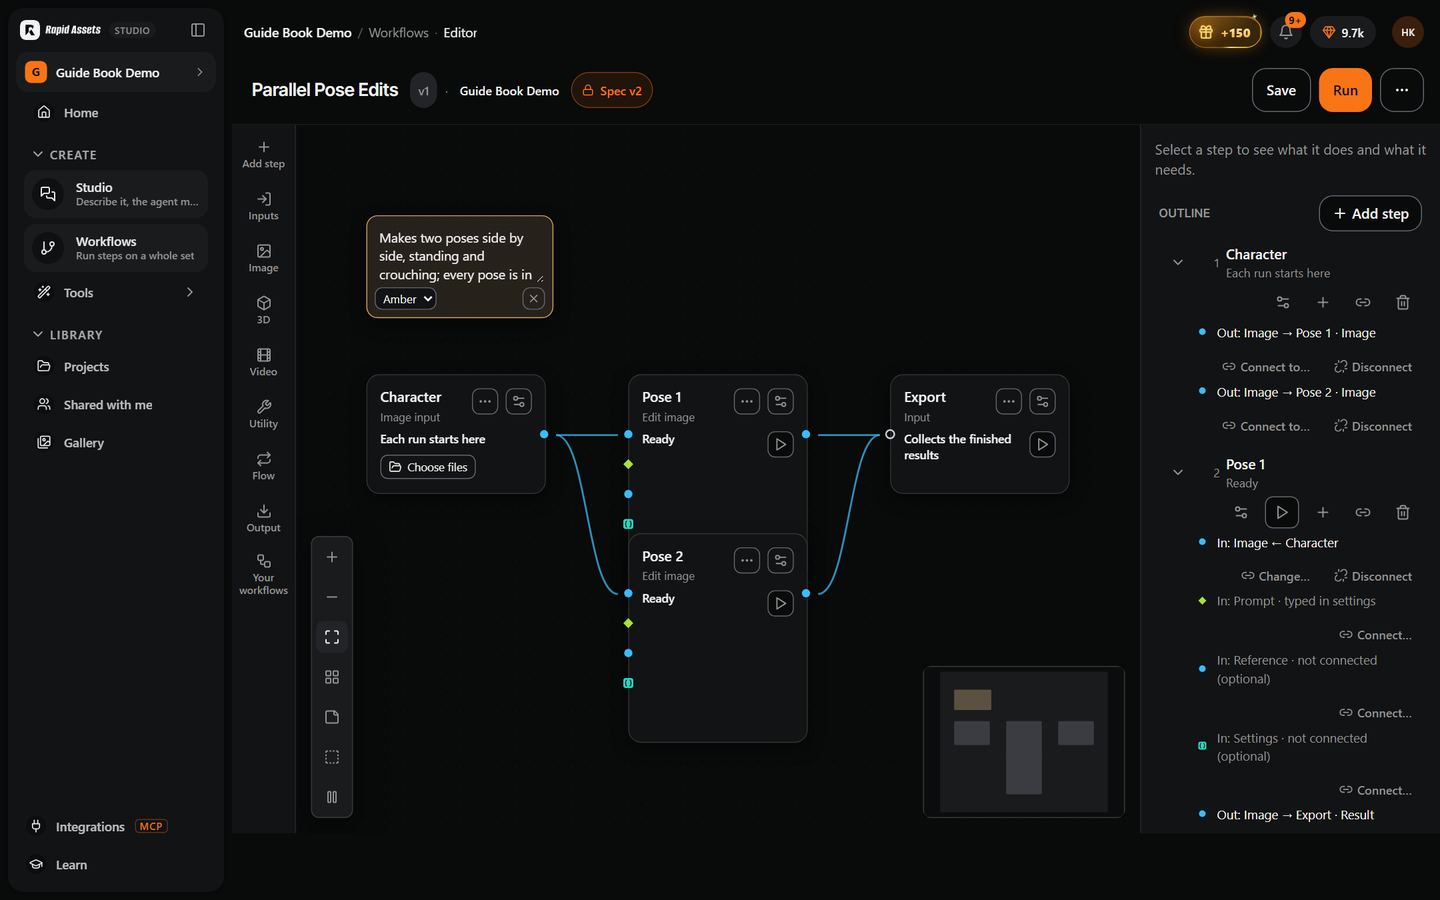 Rapid Assets STUDIO
G Guide Book Demo
Home
CREATE
Studio
Describe it, the agent m...
Workflows
Run steps on a whole set
Tools
LIBRARY
Projects
Shared with me
Gallery
Integrations MCP
Learn
Guide Book Demo / Workflows · Editor
+150
9+
9.7k
HK
Parallel Pose Edits v1 · Guide Book Demo Spec v2
Save Run ...
Add step
Inputs
Image
3D
Video
Utility
Flow
Output
Your
workflows
Makes two poses side by
side, standing and
crouching; every pose is in
Amber
Character
Image input
Each run starts here
Choose files
Pose 1
Edit image
Ready
Pose 2
Edit image
Ready
Export
Input
Collects the finished
results
Select a step to see what it does and what it
needs.
OUTLINE
+ Add step
1 Character
Each run starts here
Out: Image → Pose 1 · Image
Connect to... Disconnect
Out: Image → Pose 2 · Image
Connect to... Disconnect
2 Pose 1
Ready
In: Image ← Character
Change... Disconnect
In: Prompt · typed in settings
Connect...
In: Reference · not connected
(optional)
Connect...
In: Settings · not connected
(optional)
Connect...
Out: Image → Export · Result